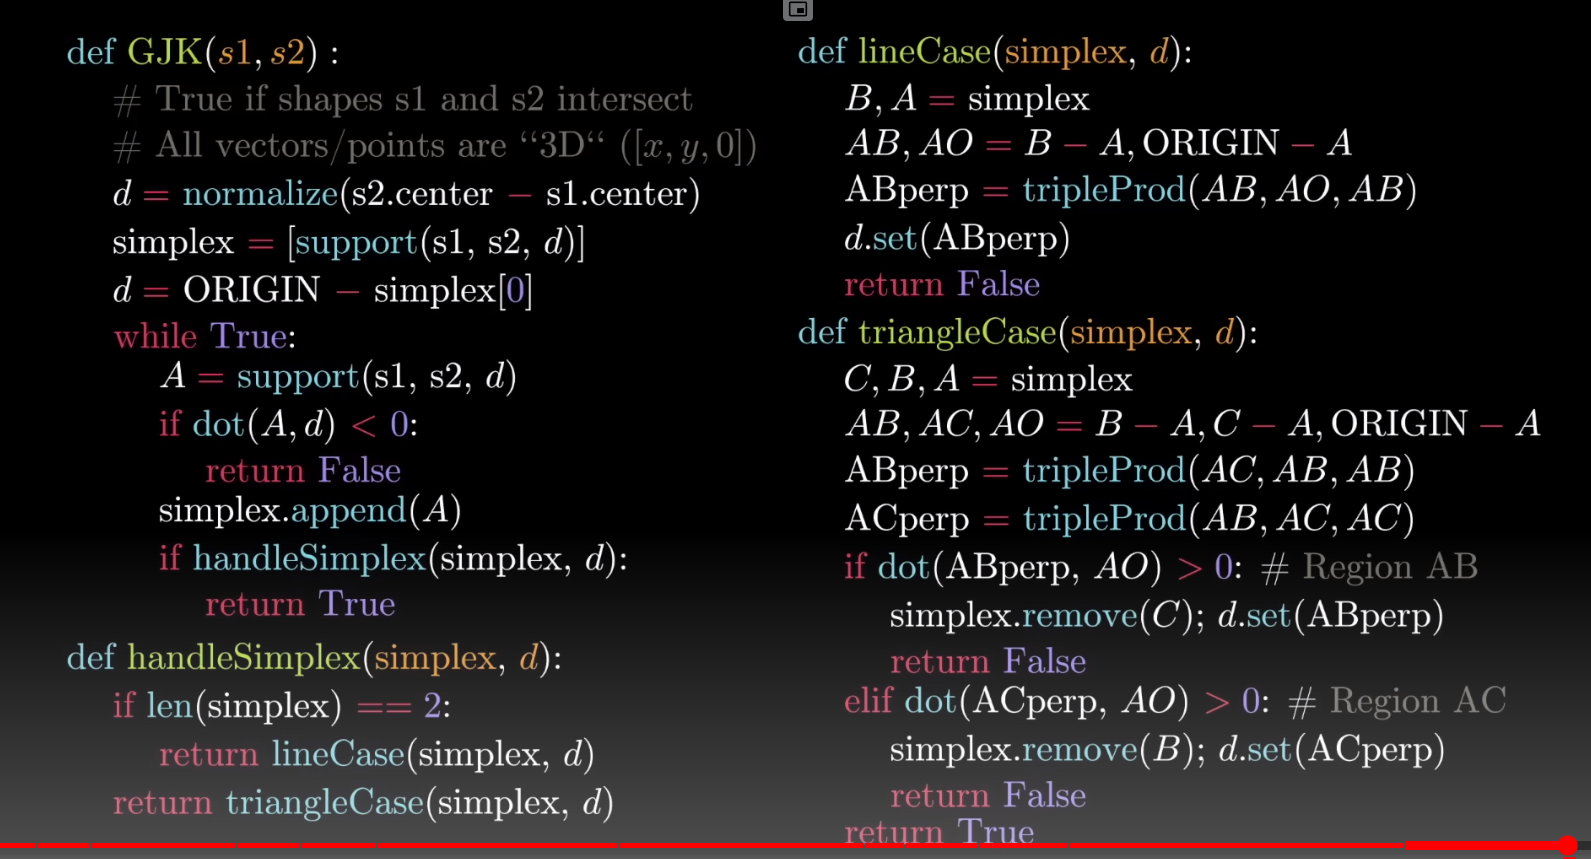 def GJK(s1, s2) :
# True if shapes s1 and s2 intersect
# All vectors/points are “3D“ ([x, y, 0])
d = normalize(s2.center − s1.center)
simplex = [support(s1, s2, d)]
d = ORIGIN − simplex[0]
while True:
A = support(s1, s2, d)
if dot(A, d) < 0:
return False
simplex.append(A)
if handleSimplex(simplex, d):
return True
def handleSimplex(simplex, d):
if len(simplex) == 2:
return lineCase(simplex, d)
return triangleCase(simplex, d)
def lineCase(simplex, d):
B, A = simplex
AB, AO = B − A, ORIGIN − A
ABperp = tripleProd(AB, AO, AB)
d.set(ABperp)
return False
def triangleCase(simplex, d):
C, B, A = simplex
AB, AC, AO = B − A, C − A, ORIGIN − A
ABperp = tripleProd(AC, AB, AB)
ACperp = tripleProd(AB, AC, AC)
if dot(ABperp, AO) > 0: # Region AB
simplex.remove(C); d.set(ABperp)
return False
elif dot(ACperp, AO) > 0: # Region AC
simplex.remove(B); d.set(ACperp)
return False
return True